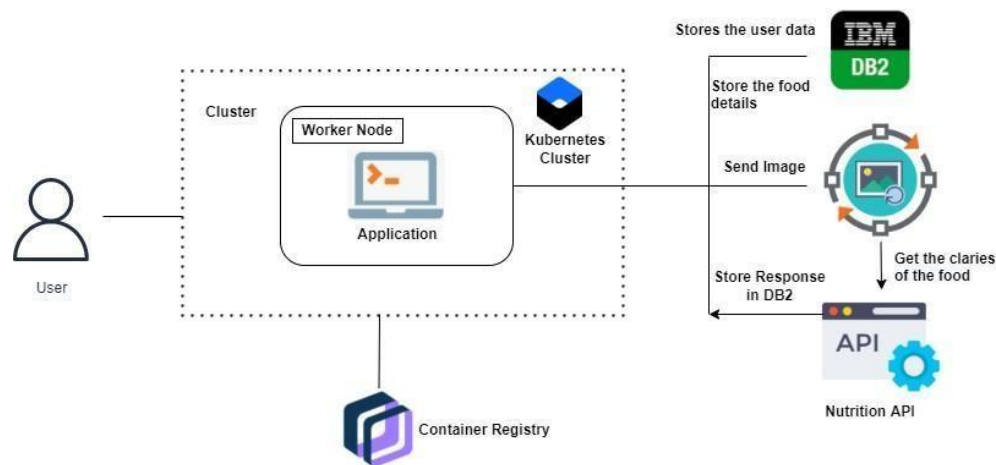 Stores the user data
IBM
DB2
Store the food
details
Cluster
Worker Node
Kubernetes
Cluster
Application
Send Image
User
Get the claries
of the food
Store Response
in DB2
API
Nutrition API
Container Registry